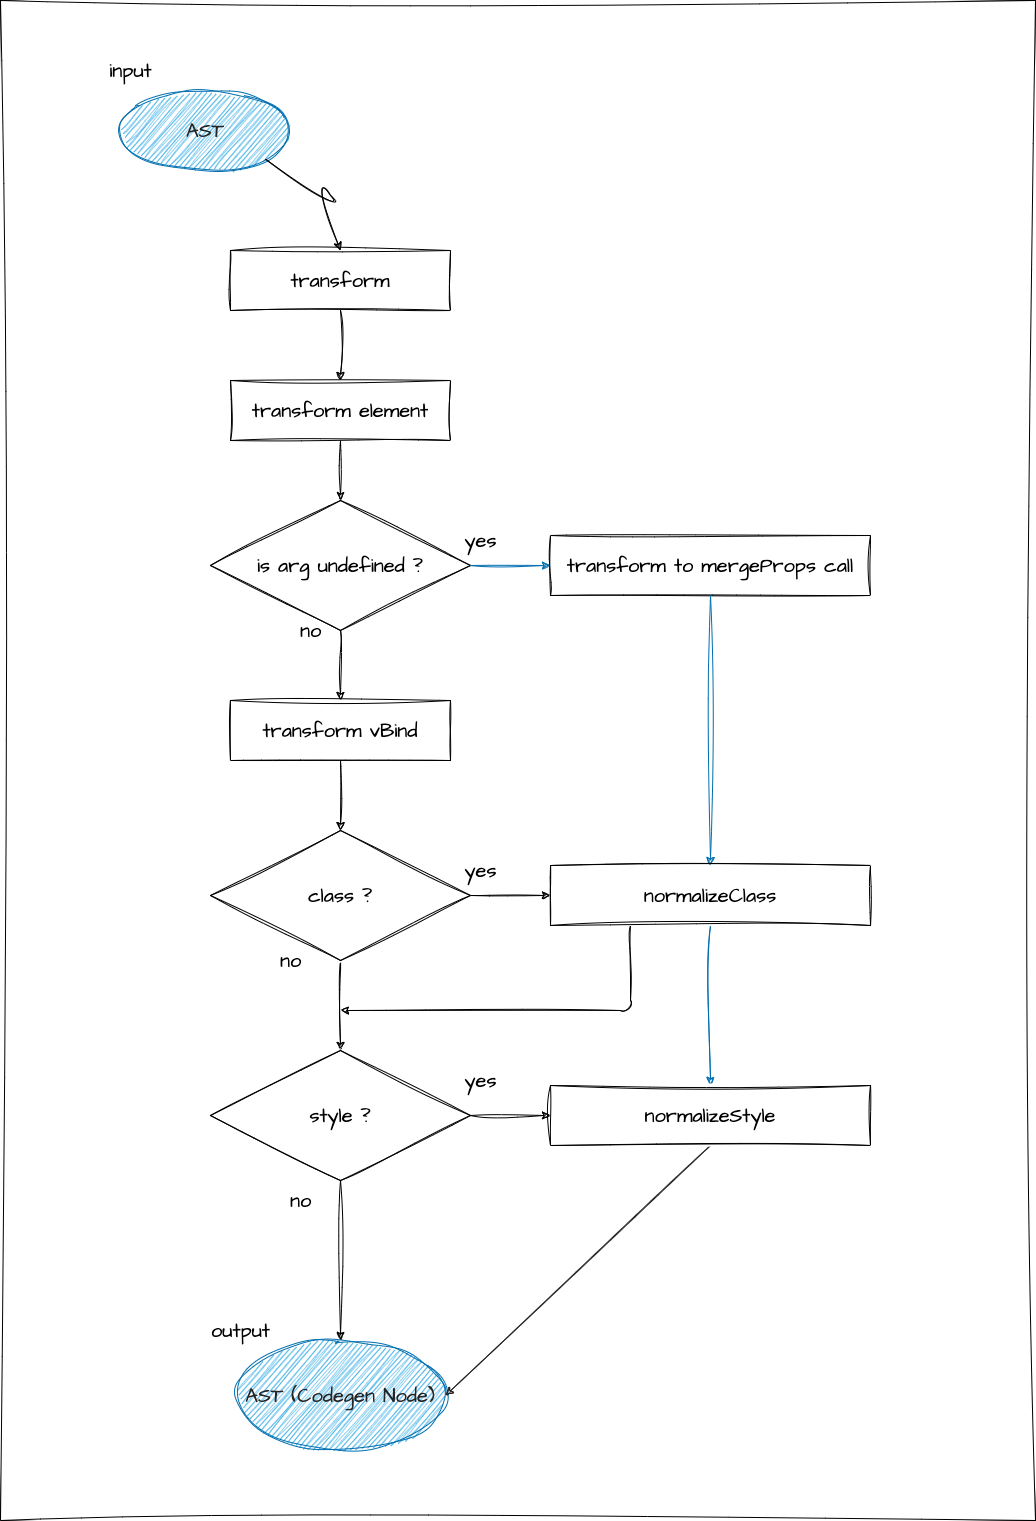 input
AST
transform
transform element
is arg undefined ?
yes
transform to mergeProps call
no
transform vBind
class ?
yes
normalizeClass
no
style ?
yes
normalizeStyle
no
output
AST (Codegen Node)